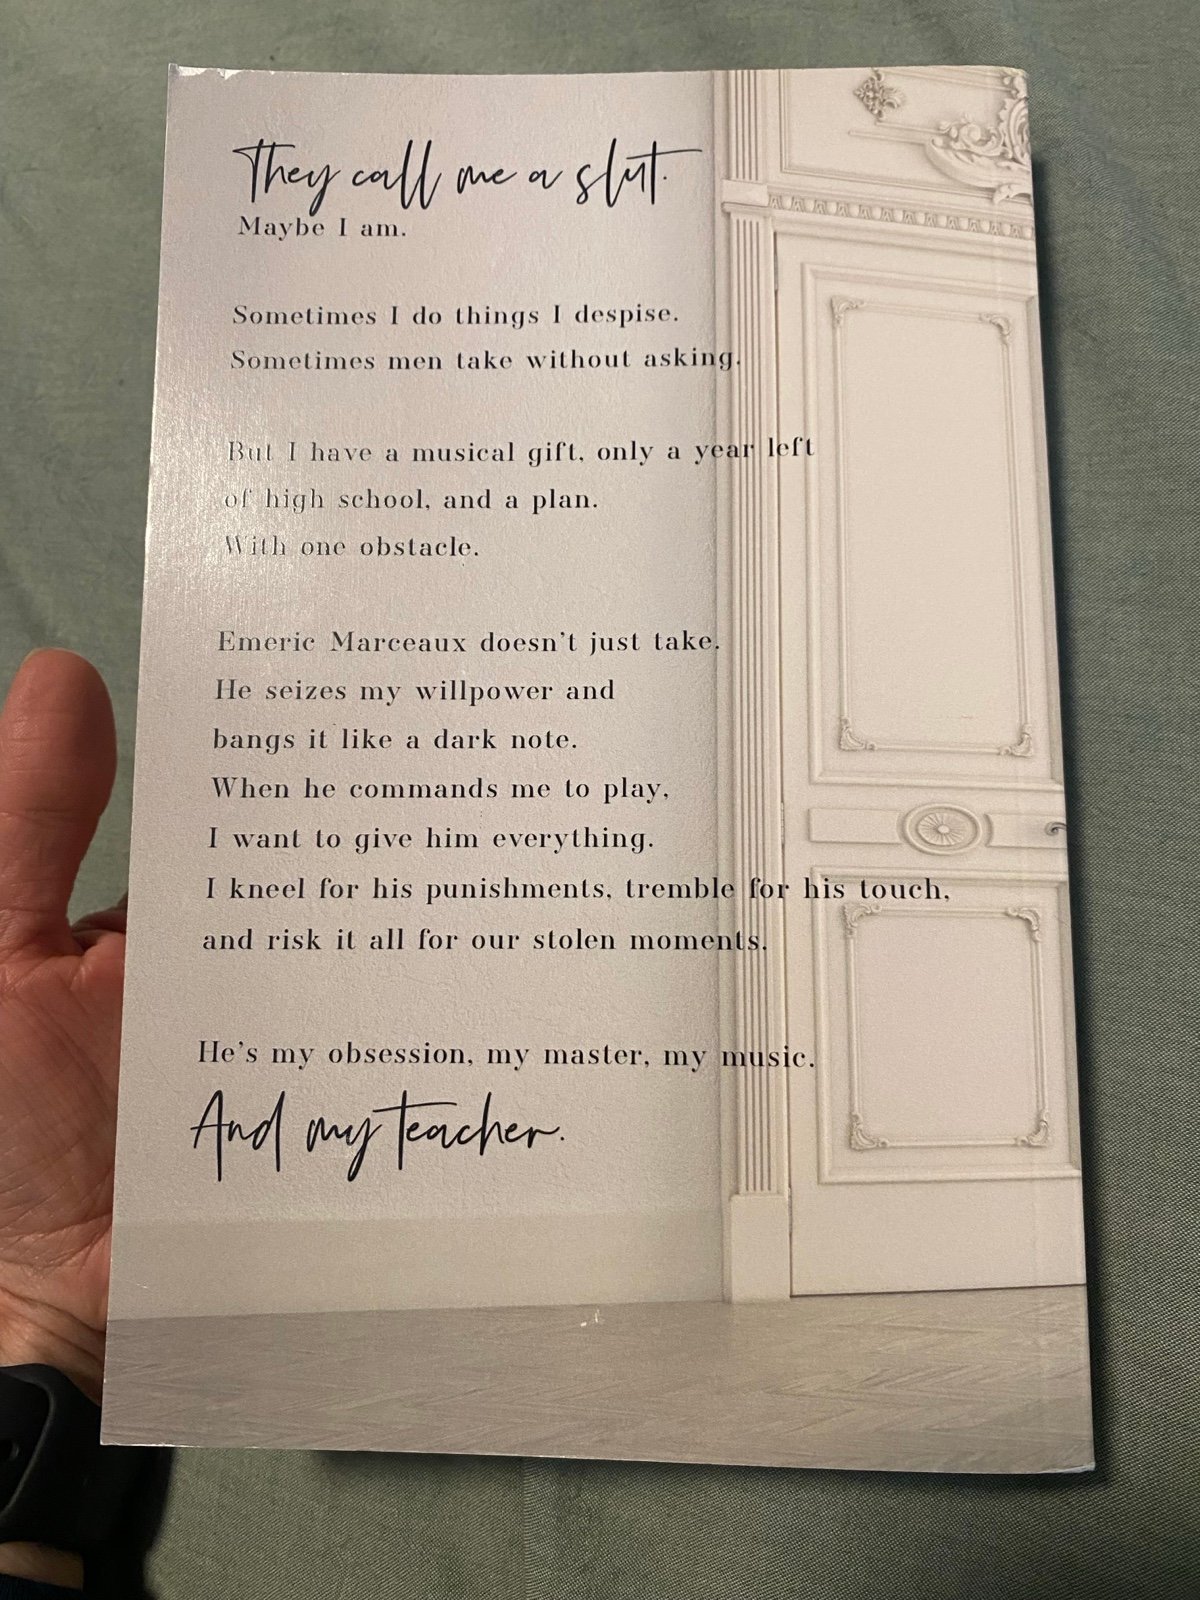 They call me a slut.
Maybe I am.
Sometimes I do things I despise.
Sometimes men take without asking.
But I have a musical gift, only a year left
of high school, and a plan.
With one obstacle.
Emeric Marceaux doesn't just take.
He seizes my willpower and
bangs it like a dark note.
When he commands me to play,
I want to give him everything.
I kneel for his punishments, tremble for his touch,
and risk it all for our stolen moments.
He's my obsession, my master, my music.
And my teacher.